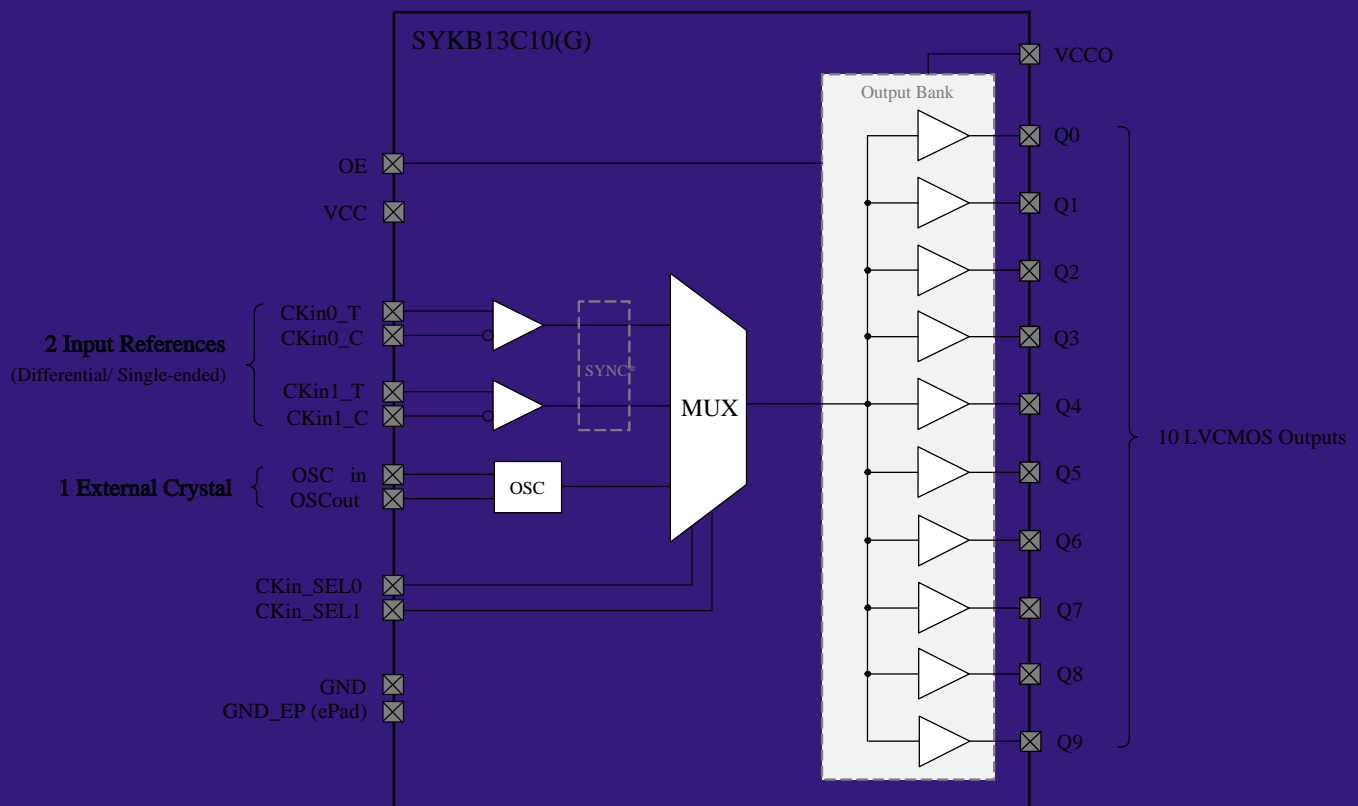 SYKB13C10(G)
VCCO
Output Bank
Q0
OE
Q1
VCC
Q2
CKin0_T
2 Input References
CKin0_C
Q3
(Differential/ Single-ended)
SYNC*
CKin1_T
MUX
Q4
CKin1_C
10 LVCMOS Outputs
OSC in
Q5
1 External Crystal
OSC
OSCout
Q6
CKin_SEL0
CKin_SEL1
Q7
GND
Q8
GND_EP (ePad)
Q9